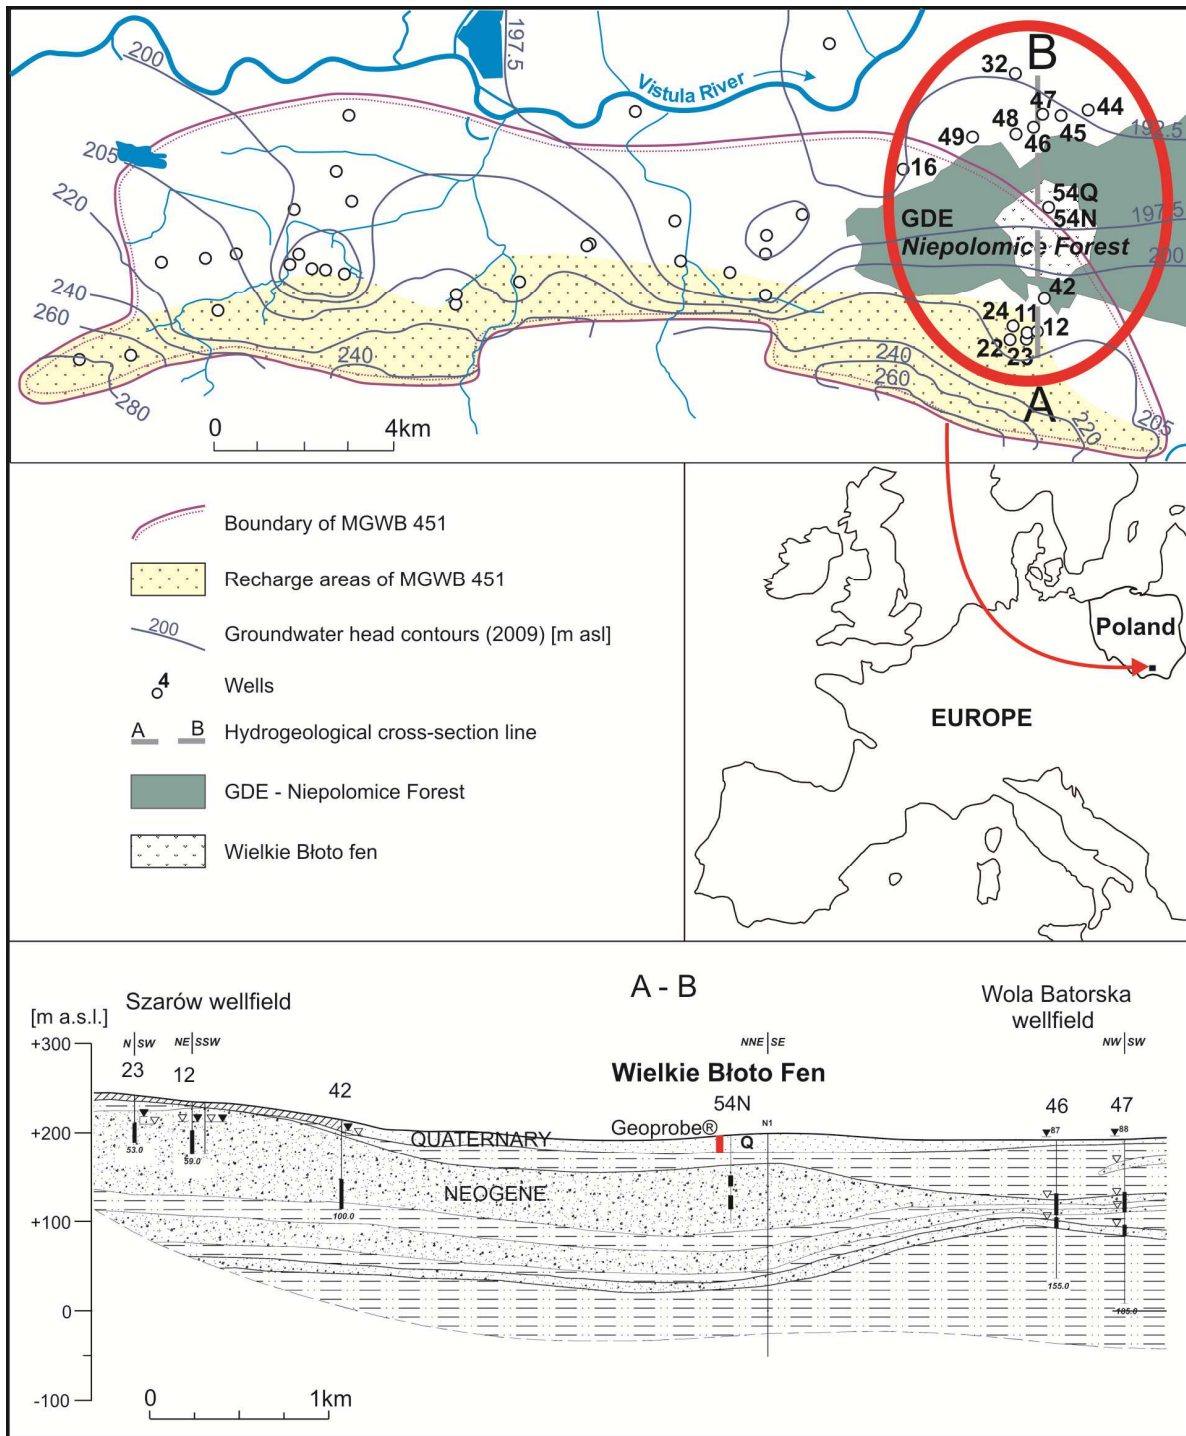 200
197.5
B
32
Vistula River
47
44
48
45
192.5
49
46
205
16
54Q
220
GDE
54N
197.5
Niepolomice Forest
200
42
240
24
11
12
260
22
23
240
240
260
280
A
220
205
0
4km
Boundary of MGWB 451
Recharge areas of MGWB 451
200
Groundwater head contours (2009) [m asl]
4
Wells
A B
Hydrogeological cross-section line
GDE - Niepolomice Forest
Wielkie Błoto fen
Poland
EUROPE
A - B
Szarów wellfield
Wola Batorska
wellfield
[m a.s.l.]
N SW
NE SSW
NNE SE
NW SW
+300
23
12
42
Wielkie Błoto Fen
54N
46
47
Geoprobe®
N1
87
88
+200
QUATERNARY
Q
53.0
59.0
NEOGENE
100.0
+100
155.0
185.0
0
-100
0
1km